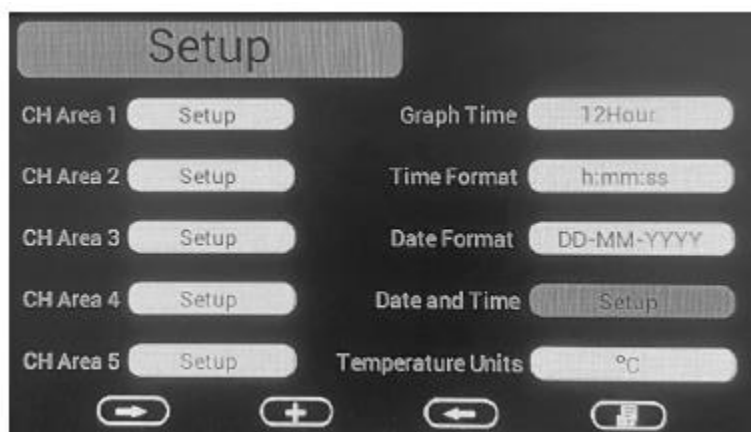 Setup
CH Area 1 Setup
CH Area 2 Setup
CH Area 3 Setup
CH Area 4 Setup
CH Area 5 Setup
Graph Time 12Hour
Time Format h:mm:ss
Date Format DD-MM-YYYY
Date and Time Setup
Temperature Units °C